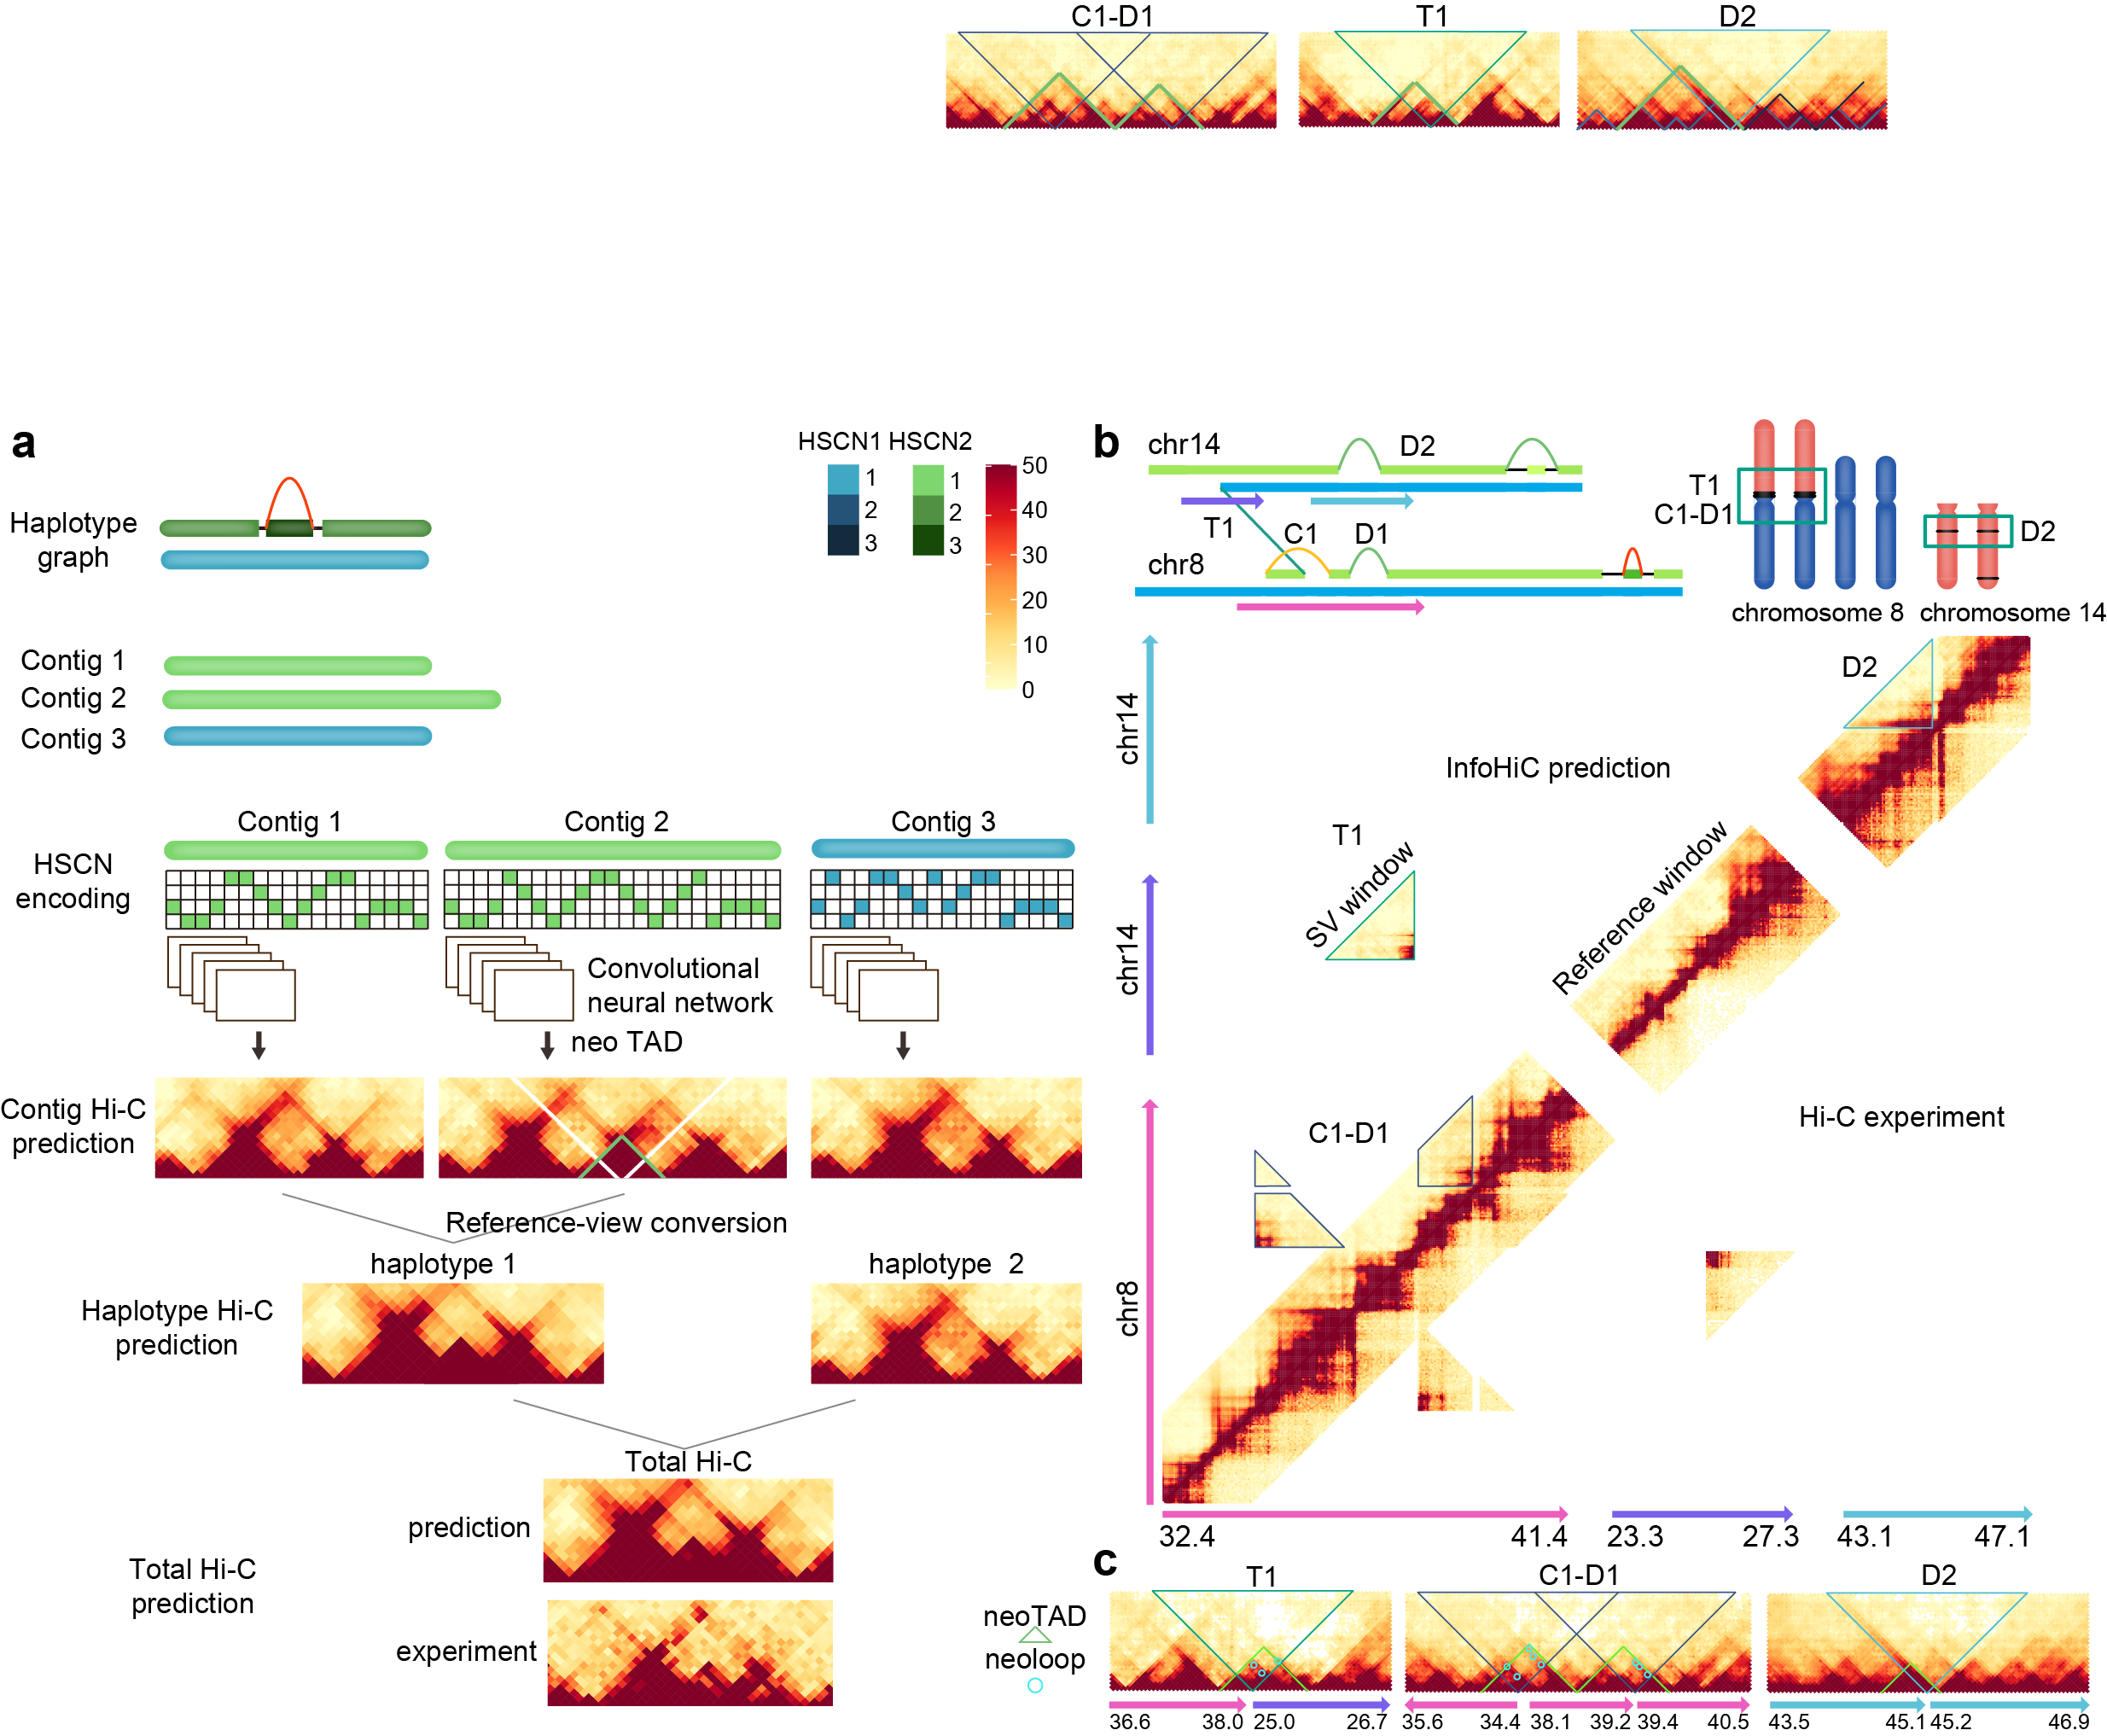 C1-D1
T1
D2
a
HSCN1 HSCN2
1
2
3
1
2
3
50
40
30
20
10
0
Haplotype
graph
Contig 1
Contig 2
Contig 3
Contig 1
Contig 2
Contig 3
HSCN
encoding
Convolutional
neural network
neo TAD
Contig Hi-C
prediction
Reference-view conversion
haplotype 1
haplotype 2
Haplotype Hi-C
prediction
Total Hi-C
prediction
Total Hi-C
prediction
experiment
b
chr14
D2
T1
C1
D1
chr8
T1
C1-D1
D2
chromosome 8
chromosome 14
chr14
D2
InfoHiC prediction
T1
SV window
Reference window
chr14
C1-D1
Hi-C experiment
chr8
32.4
41.4
23.3
27.3
43.1
47.1
c
T1
C1-D1
D2
neoTAD
neoloop
36.6
38.0
25.0
26.7
35.6
34.4
38.1
39.2
39.4
40.5
43.5
45.1
45.2
46.9